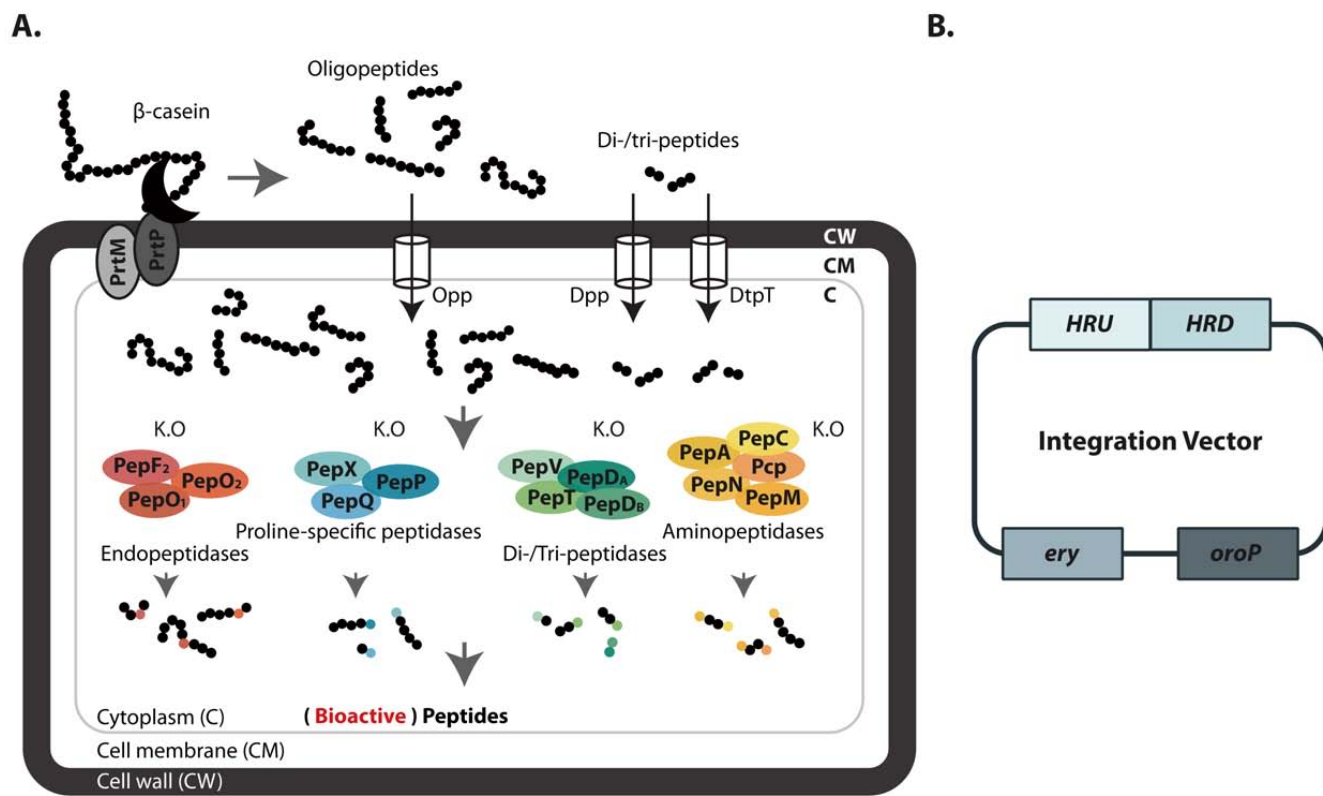 A.
B.
Oligopeptides
β-casein
Di-/tri-peptides
PrtM
PrtP
CW
CM
C
Opp
Dpp
DtpT
K.O
K.O
K.O
K.O
PepF2
PepO2
PepO1
PepX
PepP
PepQ
PepV
PepDA
PepT
PepDB
PepC
PepA
Pcp
PepN
PepM
Endopeptidases
Proline-specific peptidases
Di-/Tri-peptidases
Aminopeptidases
(Bioactive) Peptides
Cytoplasm (C)
Cell membrane (CM)
Cell wall (CW)
HRU
HRD
Integration Vector
ery
oroP